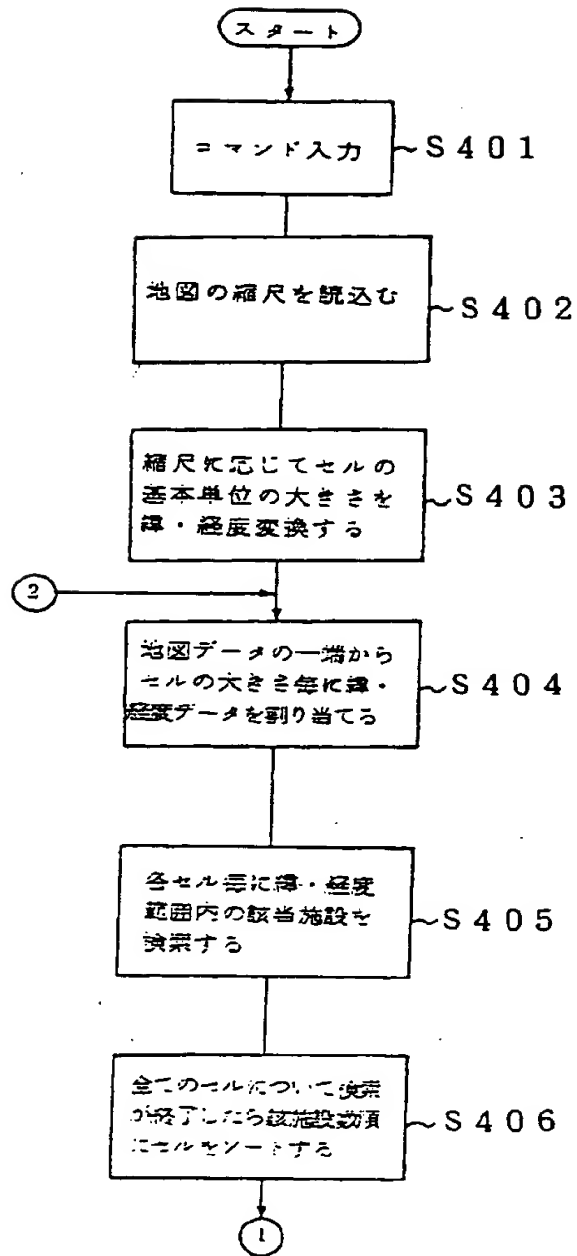 スタート
コマンド入力
S401
地図の縮尺を読込む
S402
縮尺に応じてセルの
基本単位の大きさを
緯・経度変換する
S403
2
地図データの一端から
セルの大きさ毎に緯・
経度データを割り当てる
S404
各セル毎に緯・経度
範囲内の該当施設を
検索する
S405
全てのセルについて検索
が終了したら該施設数順
にセルをソートする
S406
1